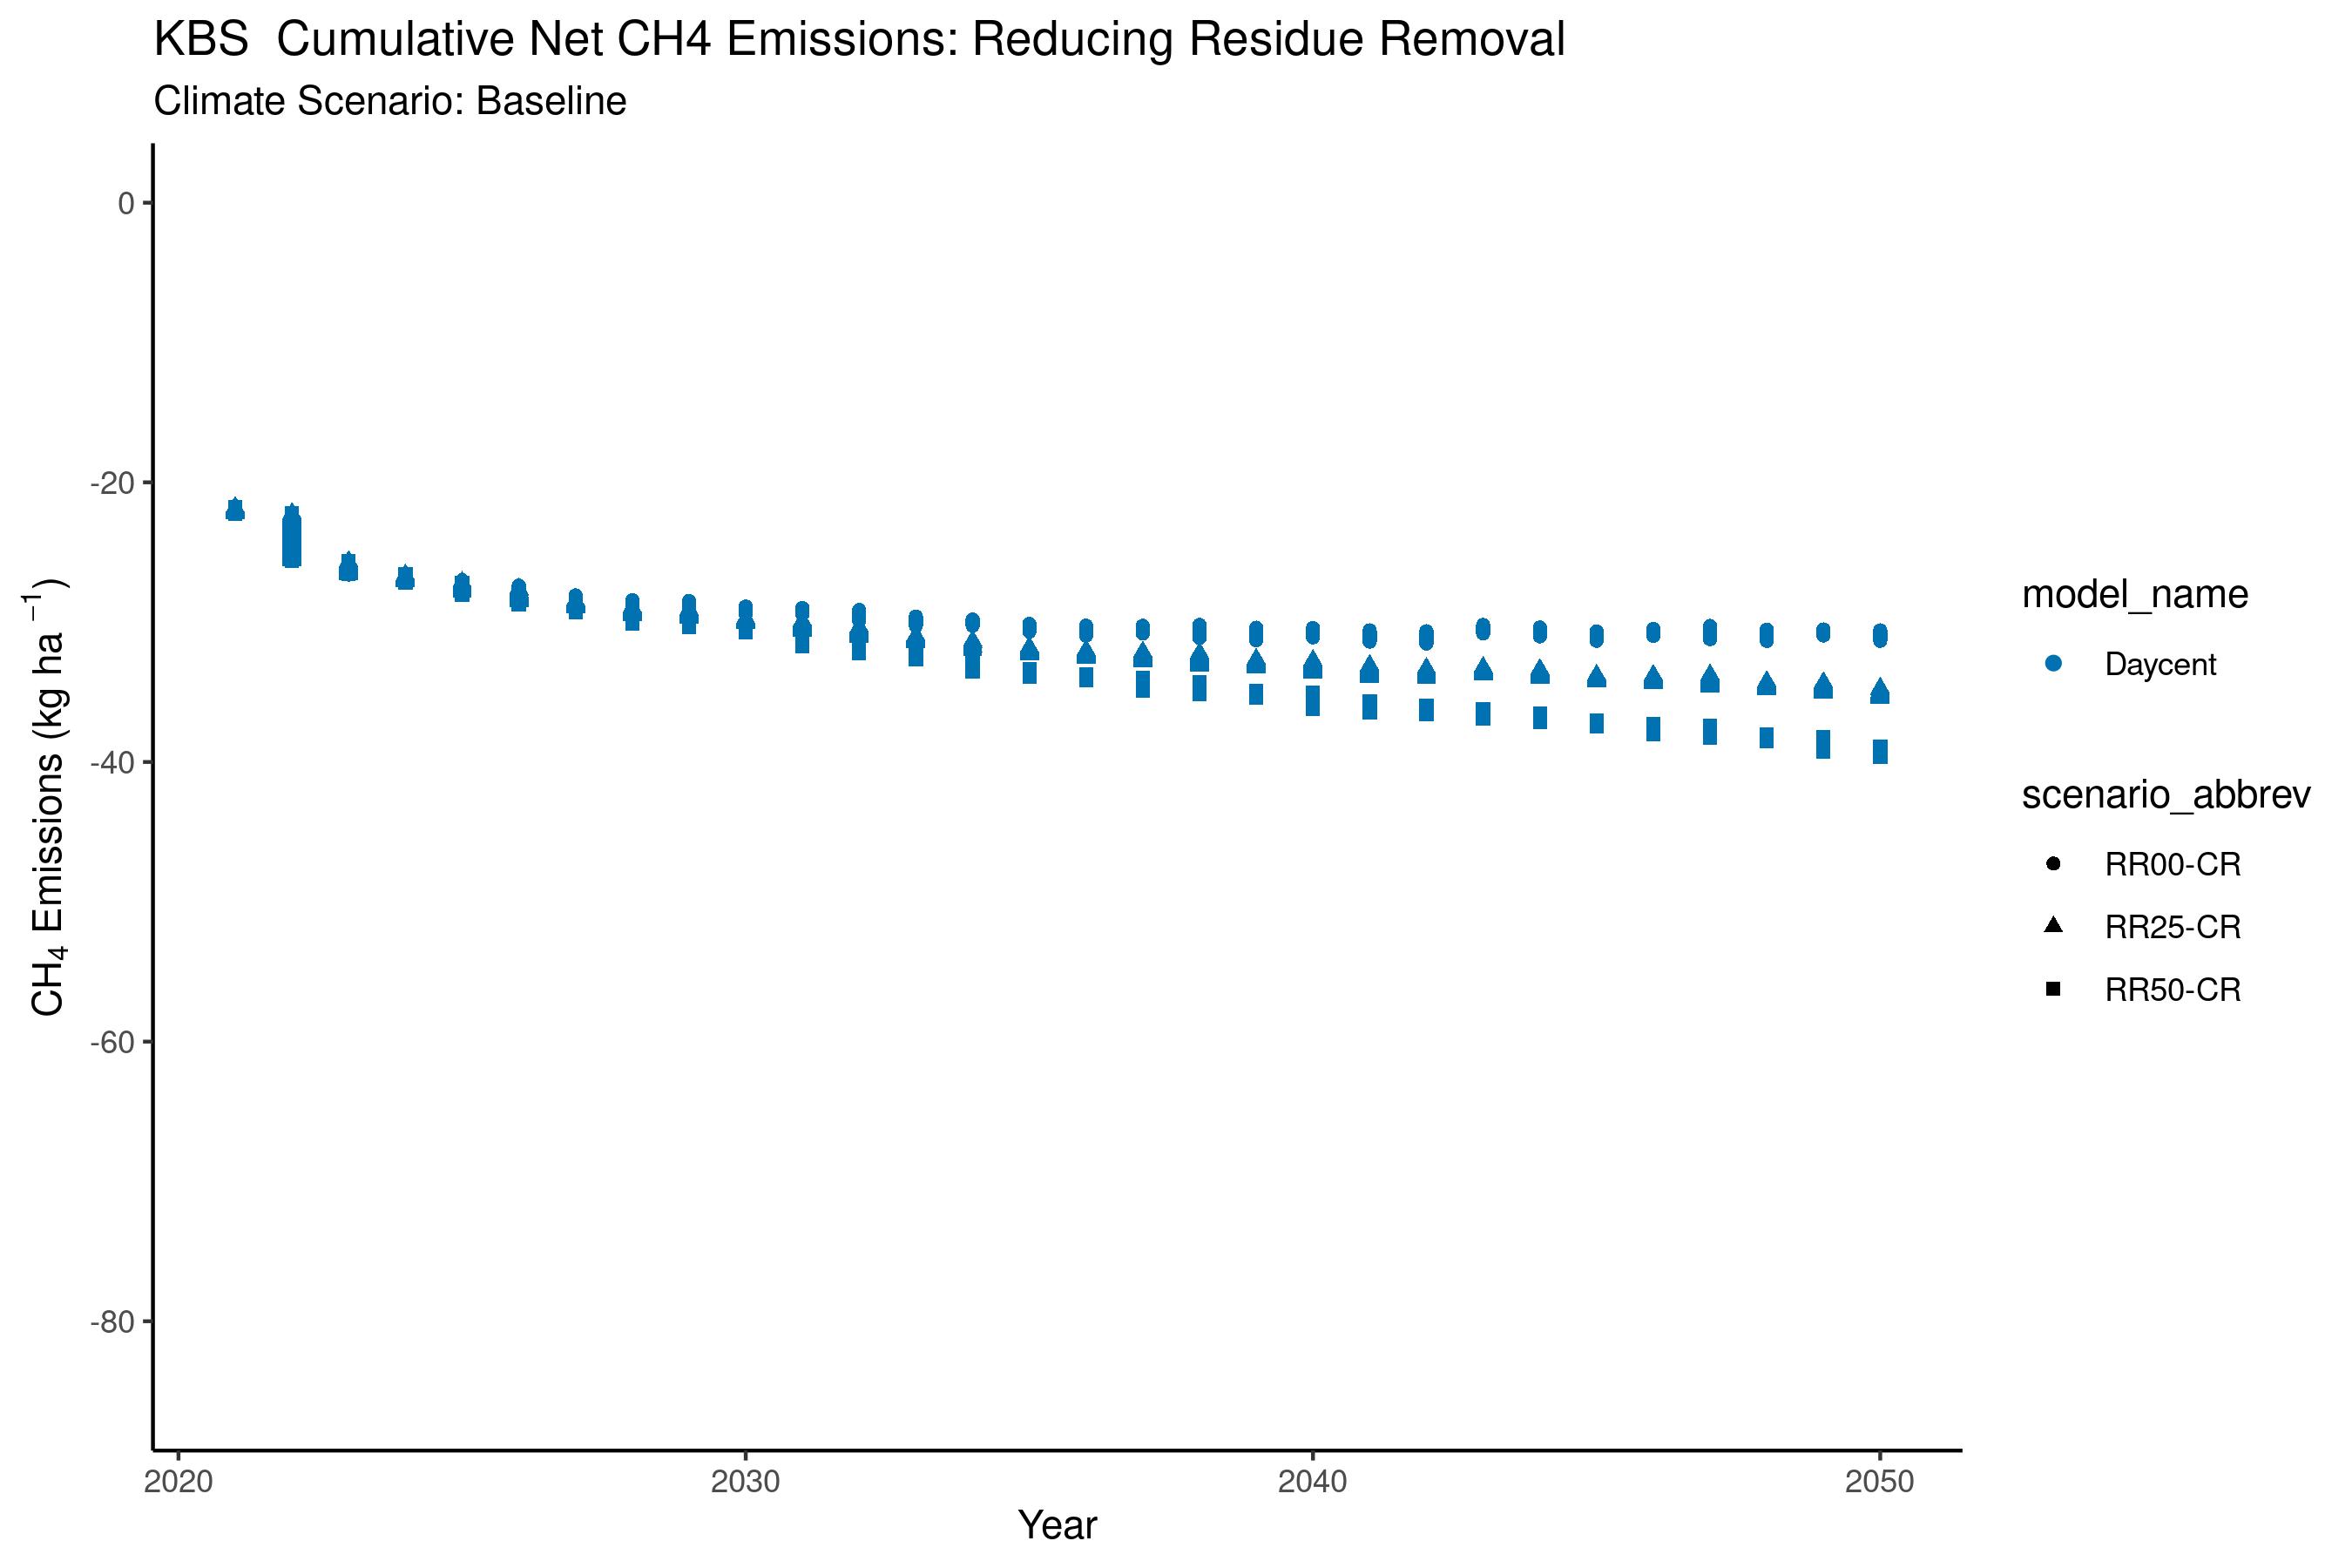 KBS  Cumulative Net CH4 Emissions: Reducing Residue Removal
Climate Scenario: Baseline
CH₄ Emissions (kg ha ⁻¹)
0
-20
-40
-60
-80
2020
2030
2040
2050
Year
model_name
Daycent
scenario_abbrev
RR00-CR
RR25-CR
RR50-CR